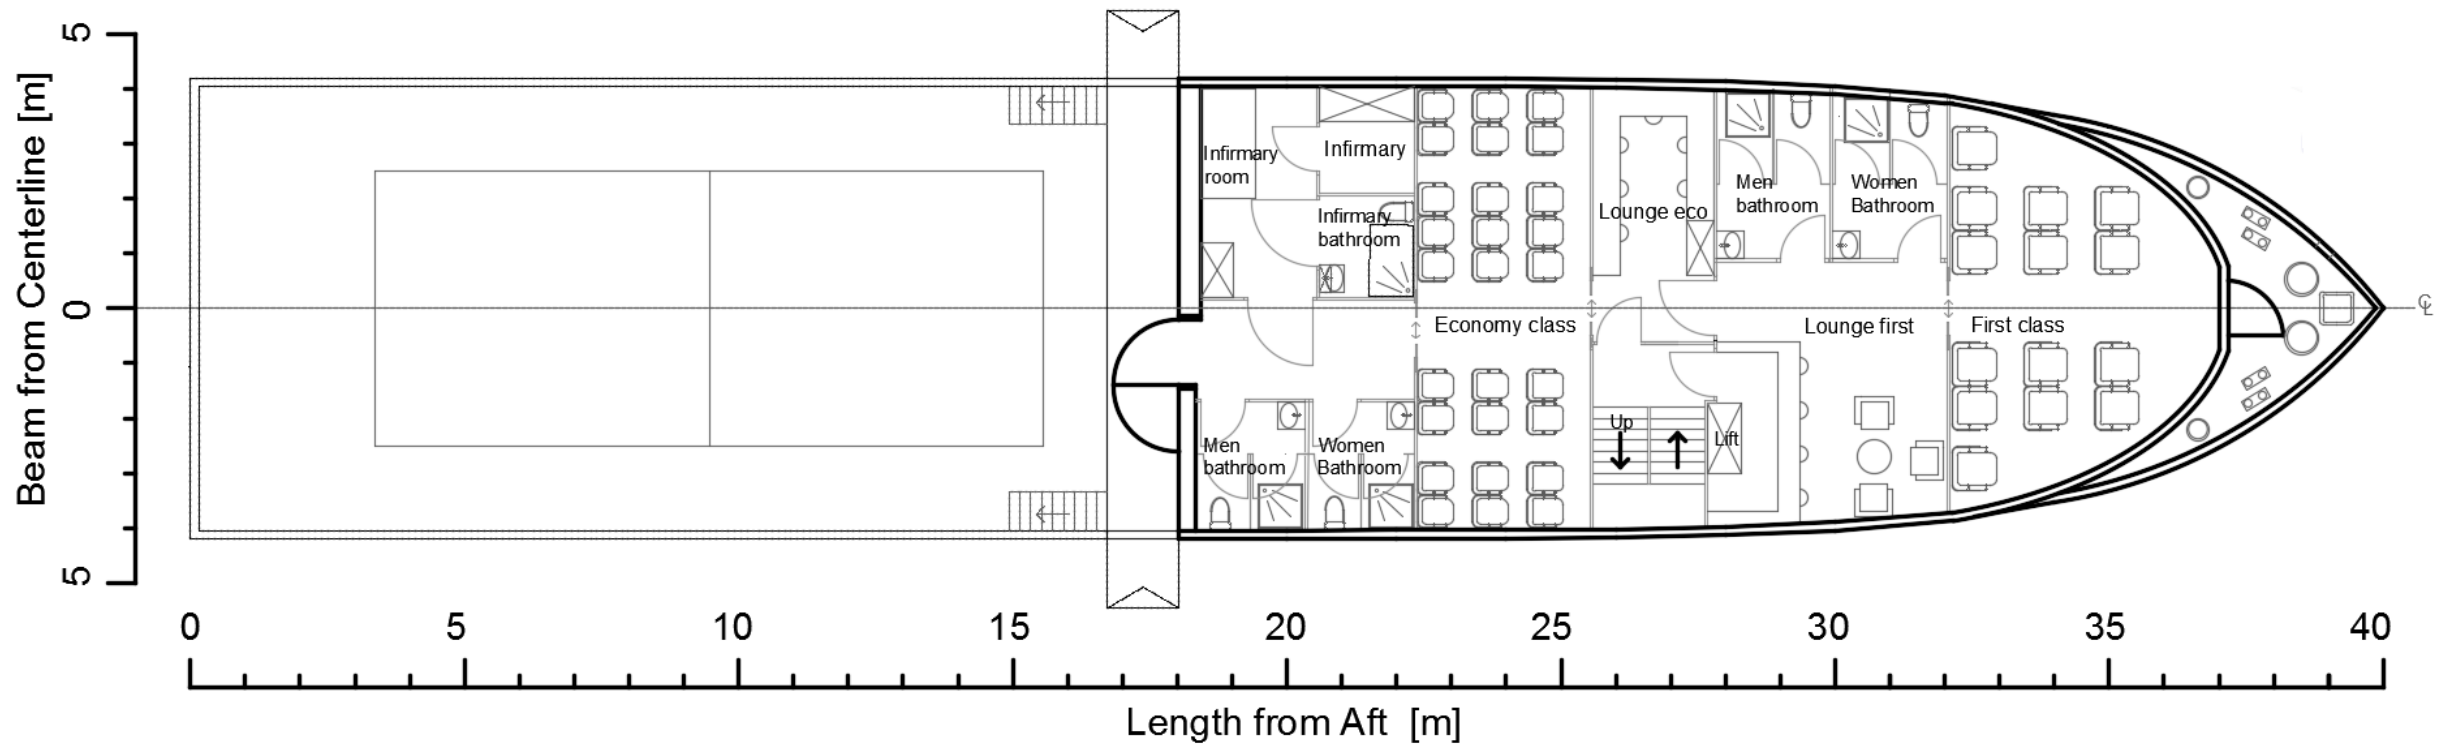 5
0
5
Beam from Centerline [m]
Infirmary
room
Infirmary
Infirmary
bathroom
Economy class
Lounge eco
Men
bathroom
Women
Bathroom
Lounge first
First class
Men
bathroom
Women
Bathroom
Up
Lift
℄
0 5 10 15 20 25 30 35 40
Length from Aft [m]